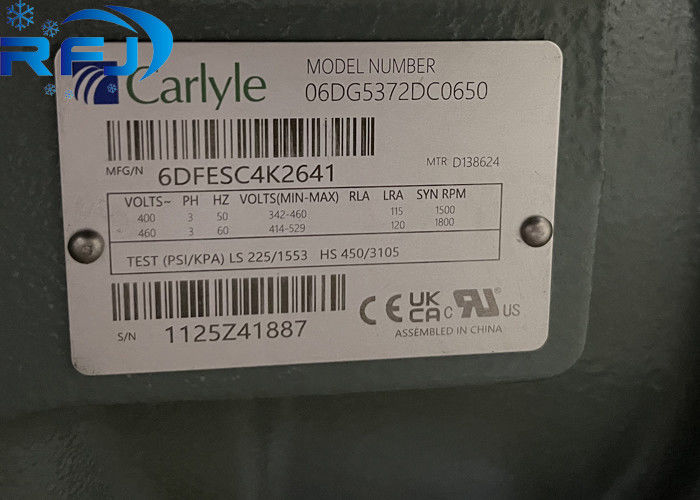 RFJ
Carlyle
MODEL NUMBER
06DG5372DC0650
MFG/N 6DFESC4K2641
MTR D138624
VOLTS~ PH HZ VOLTS(MIN-MAX) RLA LRA SYN RPM
400 3 50 342-460 115 1500
460 3 60 414-529 120 1800
TEST (PSI/KPA) LS 225/1553 HS 450/3105
CE UK CA c RU US
S/N 1125Z41887
ASSEMBLED IN CHINA